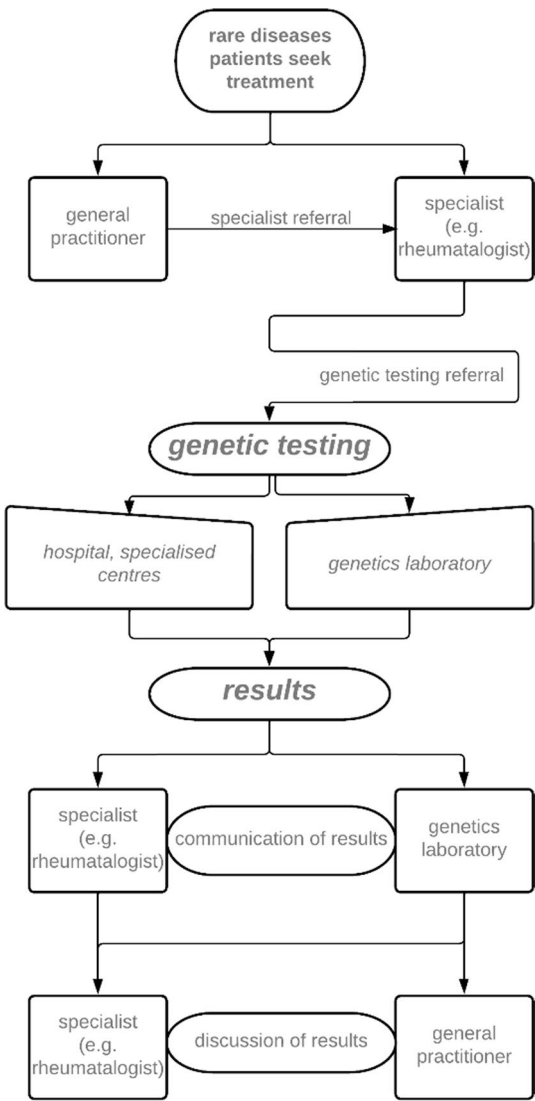 rare diseases
patients seek
treatment
general
practitioner
specialist referral
specialist
(e.g.
rheumatalogist)
genetic testing referral
genetic testing
hospital, specialised
centres
genetics laboratory
results
specialist
(e.g.
rheumatalogist)
communication of results
genetics
laboratory
specialist
(e.g.
rheumatalogist)
discussion of results
general
practitioner